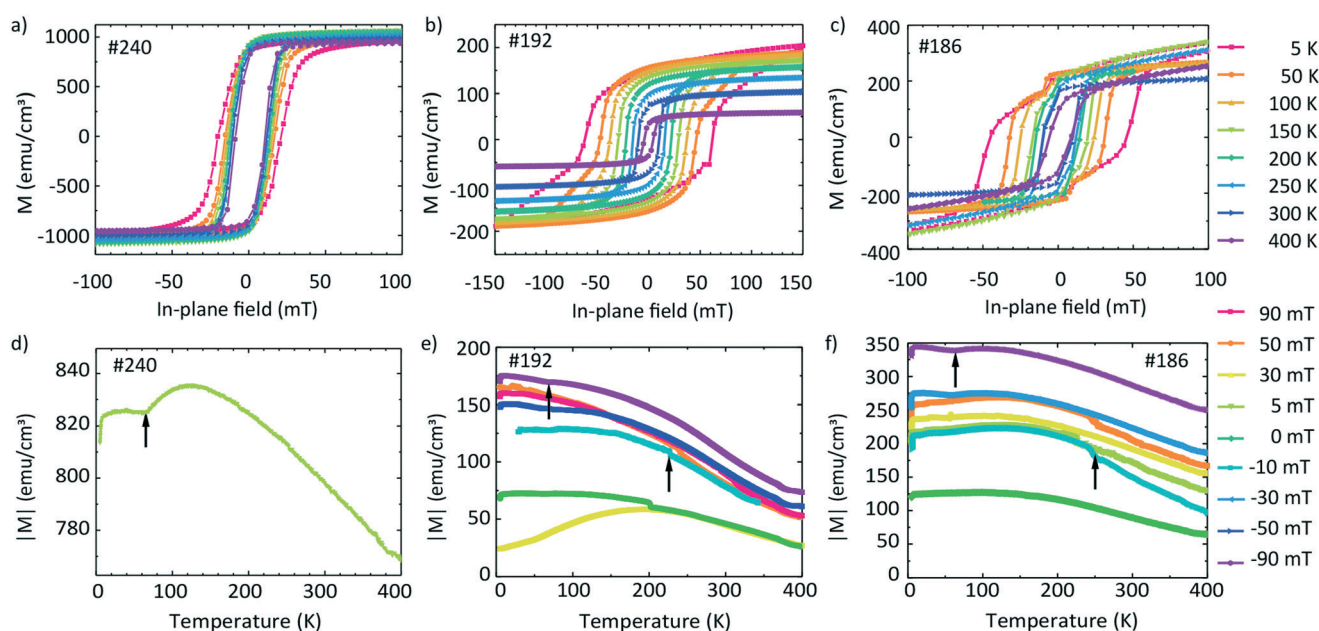 a)
#240
M (emu/cm³)
1000
500
0
-500
-1000
-100
-50
0
50
100
In-plane field (mT)
b)
#192
M (emu/cm³)
200
100
0
-100
-200
-150
-100
-50
0
50
100
150
In-plane field (mT)
c)
#186
M (emu/cm³)
400
200
0
-200
-400
-100
-50
0
50
100
In-plane field (mT)
5 K
50 K
100 K
150 K
200 K
250 K
300 K
400 K
d)
#240
|M| (emu/cm³)
840
820
800
780
0
100
200
300
400
Temperature (K)
e)
#192
|M| (emu/cm³)
200
150
100
50
0
0
100
200
300
400
Temperature (K)
f)
#186
|M| (emu/cm³)
350
300
250
200
150
100
50
0
0
100
200
300
400
Temperature (K)
90 mT
50 mT
30 mT
5 mT
0 mT
-10 mT
-30 mT
-50 mT
-90 mT